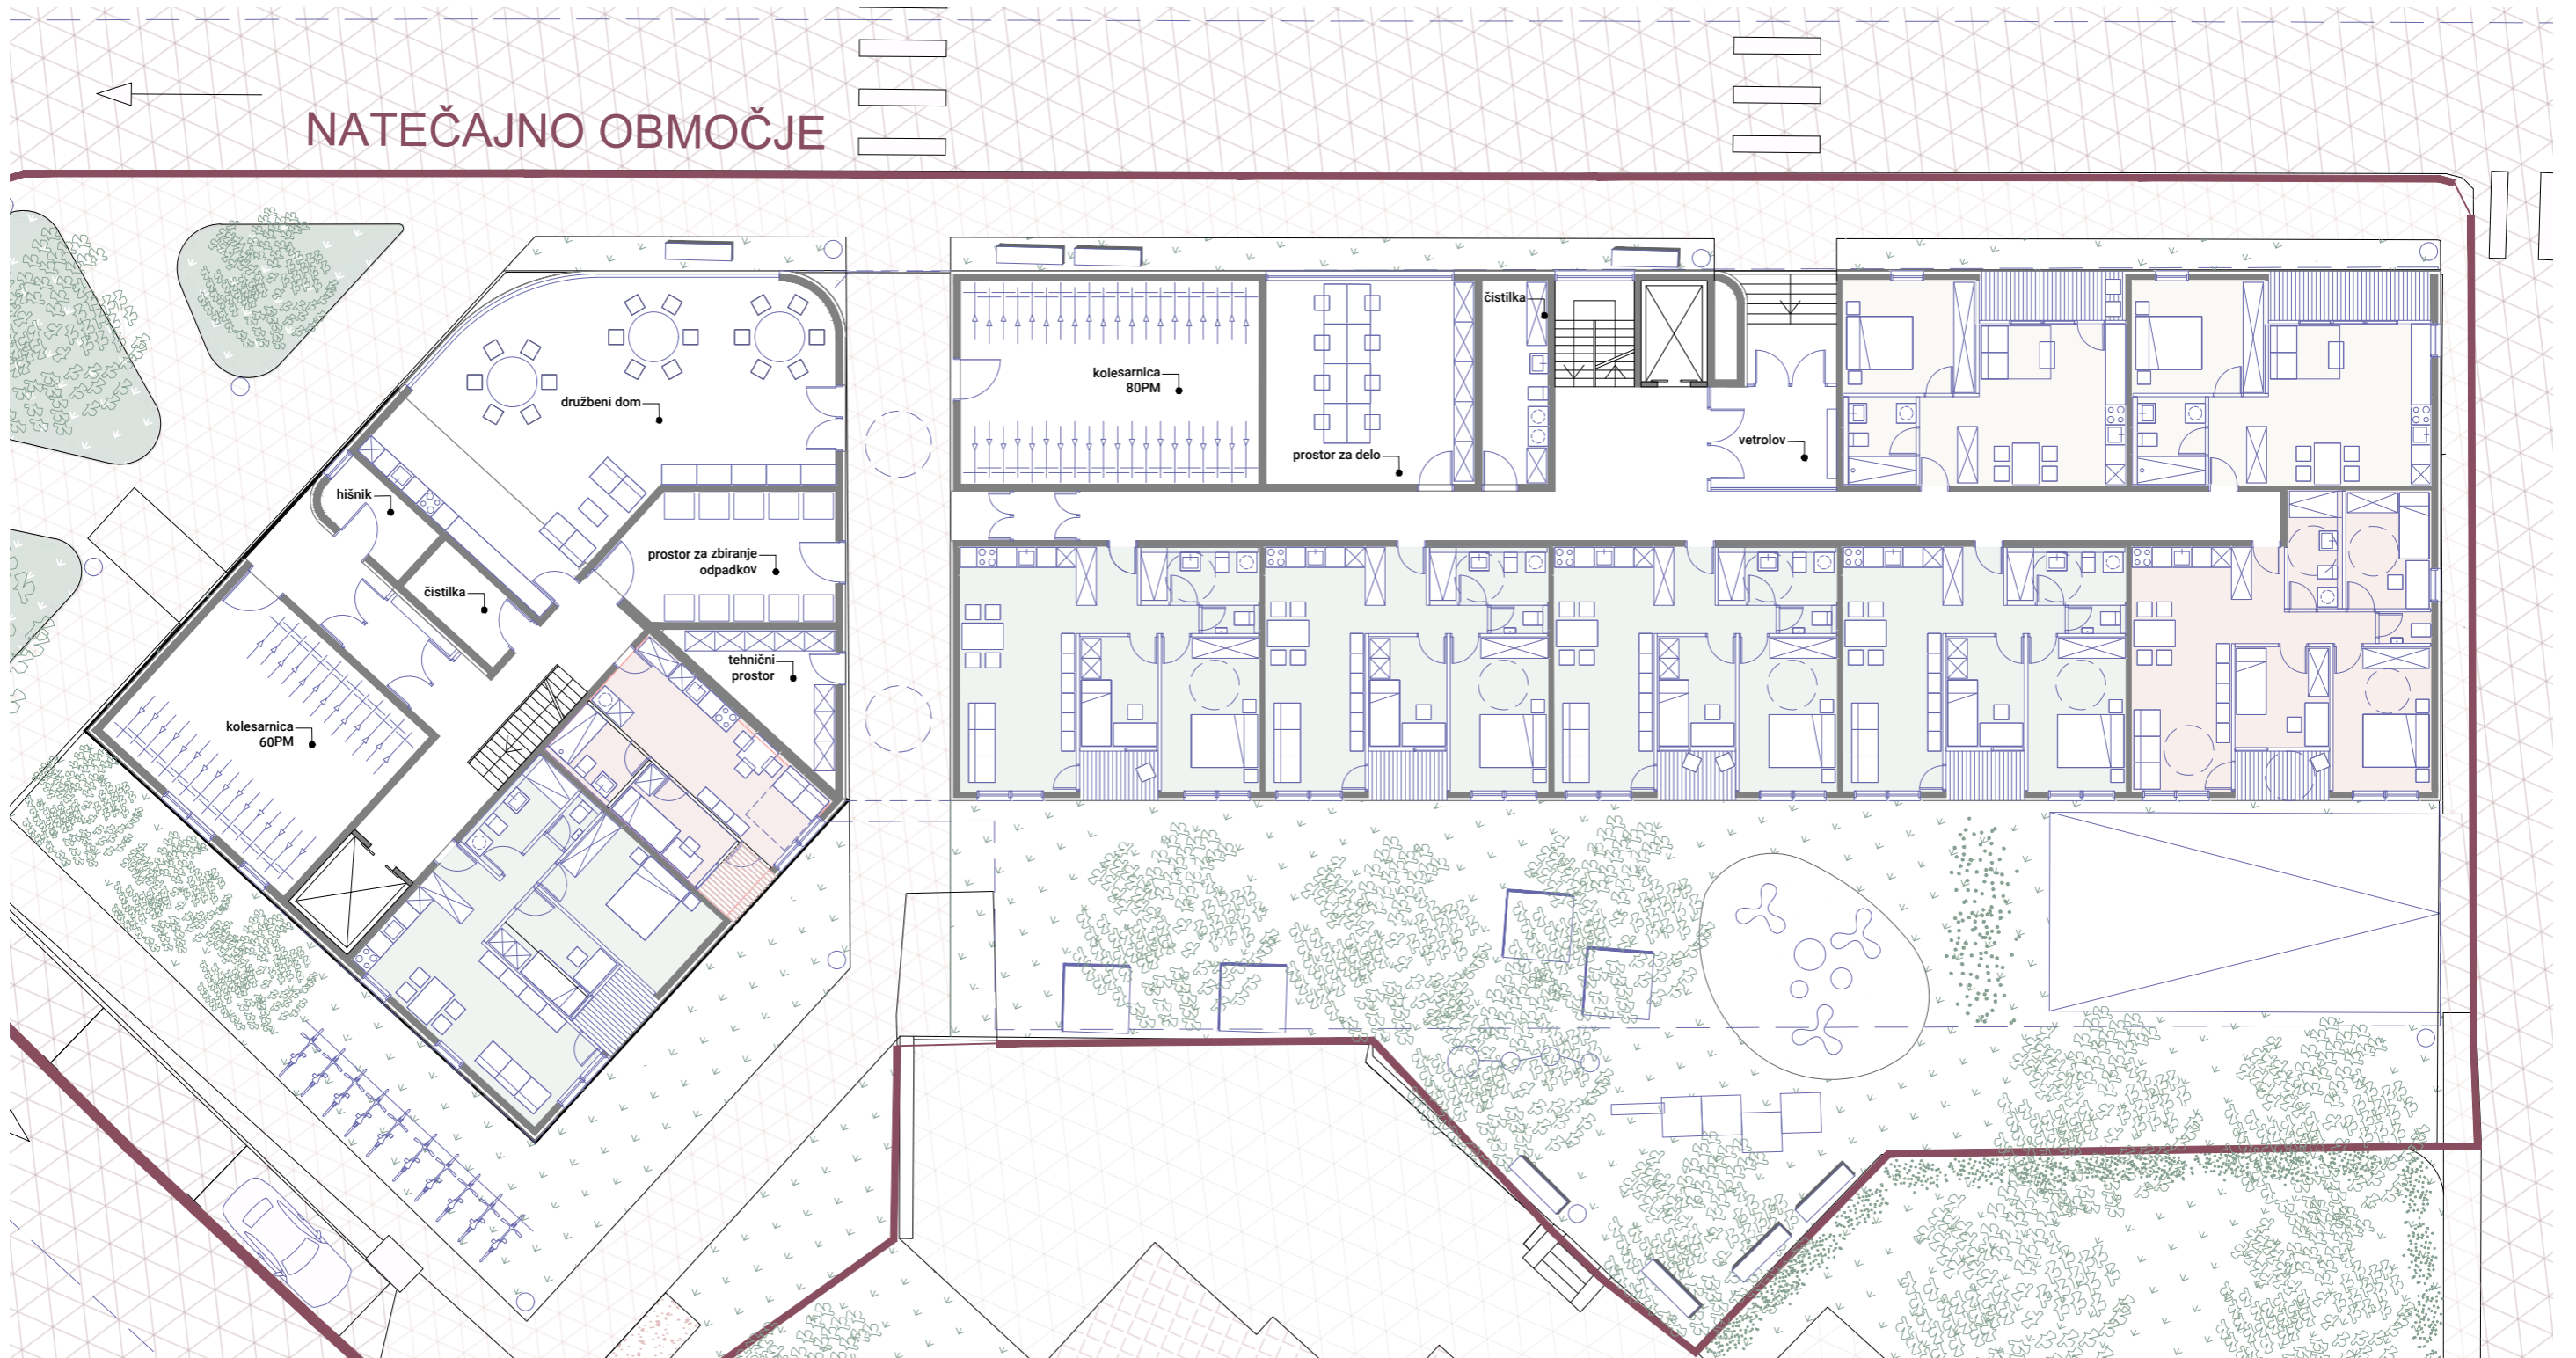 NATEČAJNO OBMOČJE
družbeni dom
hišnik
čistilka
prostor za zbiranje
odpadkov
tehnični
prostor
kolesarnica
60PM
kolesarnica
80PM
prostor za delo
čistilka
vetrolov